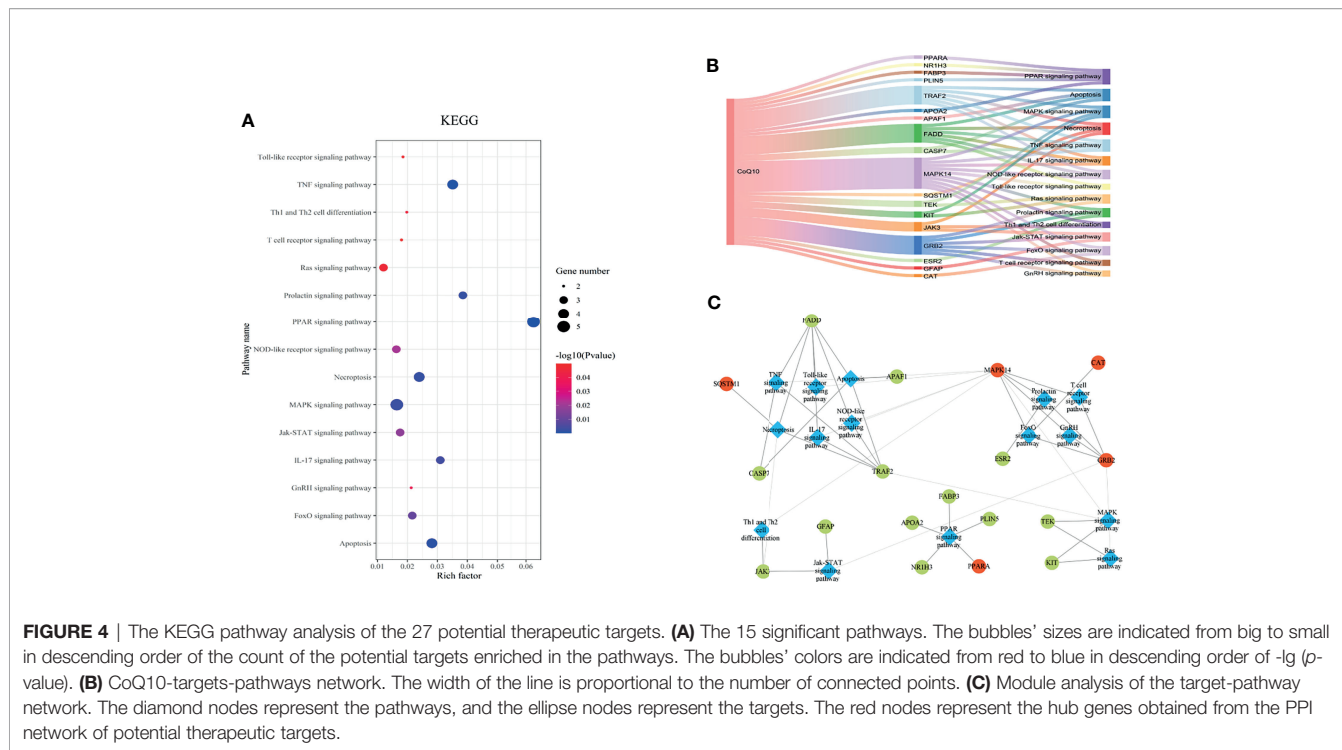 A
KEGG
Toll-like receptor signaling pathway
TNF signaling pathway
Th1 and Th2 cell differentiation
T cell receptor signaling pathway
Ras signaling pathway
Prolactin signaling pathway
PPAR signaling pathway
NOD-like receptor signaling pathway
Necroptosis
MAPK signaling pathway
Jak-STAT signaling pathway
IL-17 signaling pathway
GnRH signaling pathway
FoxO signaling pathway
Apoptosis
Pathway name
0.01 0.02 0.03 0.04 0.05 0.06
Rich factor
Gene number
2
3
4
5
-log10(Pvalue)
0.04
0.03
0.02
0.01
B
CoQ10
PPARA
NR1H3
FABP3
PLIN5
TRAF2
APOA2
APAF1
FADD
CASP7
MAPK14
SQSTM1
TEK
KIT
JAK3
GRB2
ESR2
GFAP
CAT
PPAR signaling pathway
Apoptosis
MAPK signaling pathway
Necroptosis
TNF signaling pathway
IL-17 signaling pathway
NOD-like receptor signaling pathway
Toll-like receptor signaling pathway
Ras signaling pathway
Prolactin signaling pathway
Th1 and Th2 cell differentiation
Jak-STAT signaling pathway
FoxO signaling pathway
T cell receptor signaling pathway
GnRH signaling pathway
C
FADD
SQSTM1
TNF
signaling
pathway
Toll-like
receptor
signaling
pathway
Apoptosis
APAF1
NOD-like
receptor
signaling
pathway
Necroptosis
IL-17
signaling
pathway
CASP7
TRAF2
MAPK14
CAT
Prolactin
signaling
pathway
T cell
receptor
signaling
pathway
FoxO
signaling
pathway
GnRH
signaling
pathway
ESR2
GRB2
Th1 and Th2
cell
differentiation
GFAP
JAK
Jak-STAT
signaling
pathway
FABP3
APOA2
PLIN5
PPAR
signaling
pathway
NR1H3
PPARA
TEK
MAPK
signaling
pathway
KIT
Ras
signaling
pathway
FIGURE 4 | The KEGG pathway analysis of the 27 potential therapeutic targets. (A) The 15 significant pathways. The bubbles' sizes are indicated from big to small
in descending order of the count of the potential targets enriched in the pathways. The bubbles' colors are indicated from red to blue in descending order of -lg (p-
value). (B) CoQ10-targets-pathways network. The width of the line is proportional to the number of connected points. (C) Module analysis of the target-pathway
network. The diamond nodes represent the pathways, and the ellipse nodes represent the targets. The red nodes represent the hub genes obtained from the PPI
network of potential therapeutic targets.